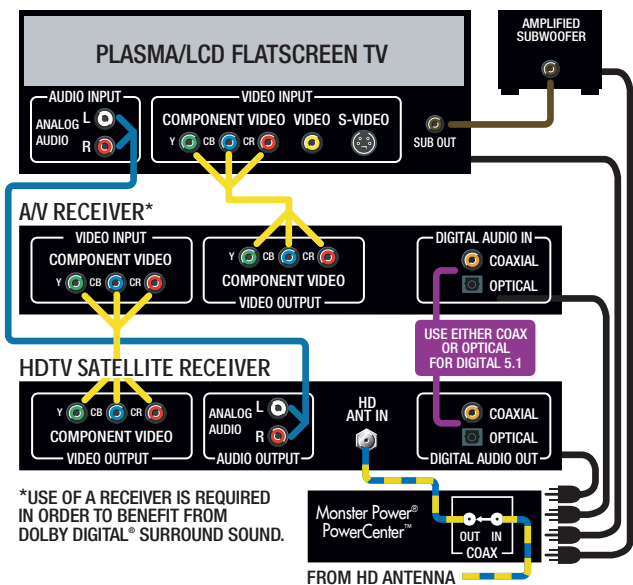 AMPLIFIED
SUBWOOFER
PLASMA/LCD FLATSCREEN TV
AUDIO INPUT
ANALOG
AUDIO
L
R
VIDEO INPUT
COMPONENT VIDEO
VIDEO
S-VIDEO
Y CB CR
SUB OUT
A/V RECEIVER*
VIDEO INPUT
COMPONENT VIDEO
Y CB CR
Y CB CR
COMPONENT VIDEO
VIDEO OUTPUT
DIGITAL AUDIO IN
COAXIAL
OPTICAL
USE EITHER COAX
OR OPTICAL
FOR DIGITAL 5.1
HDTV SATELLITE RECEIVER
Y CB CR
COMPONENT VIDEO
VIDEO OUTPUT
ANALOG
AUDIO
L
R
AUDIO OUTPUT
HD
ANT IN
COAXIAL
OPTICAL
DIGITAL AUDIO OUT
*USE OF A RECEIVER IS REQUIRED
IN ORDER TO BENEFIT FROM
DOLBY DIGITAL® SURROUND SOUND.
Monster Power®
PowerCenter™
OUT IN
COAX
FROM HD ANTENNA